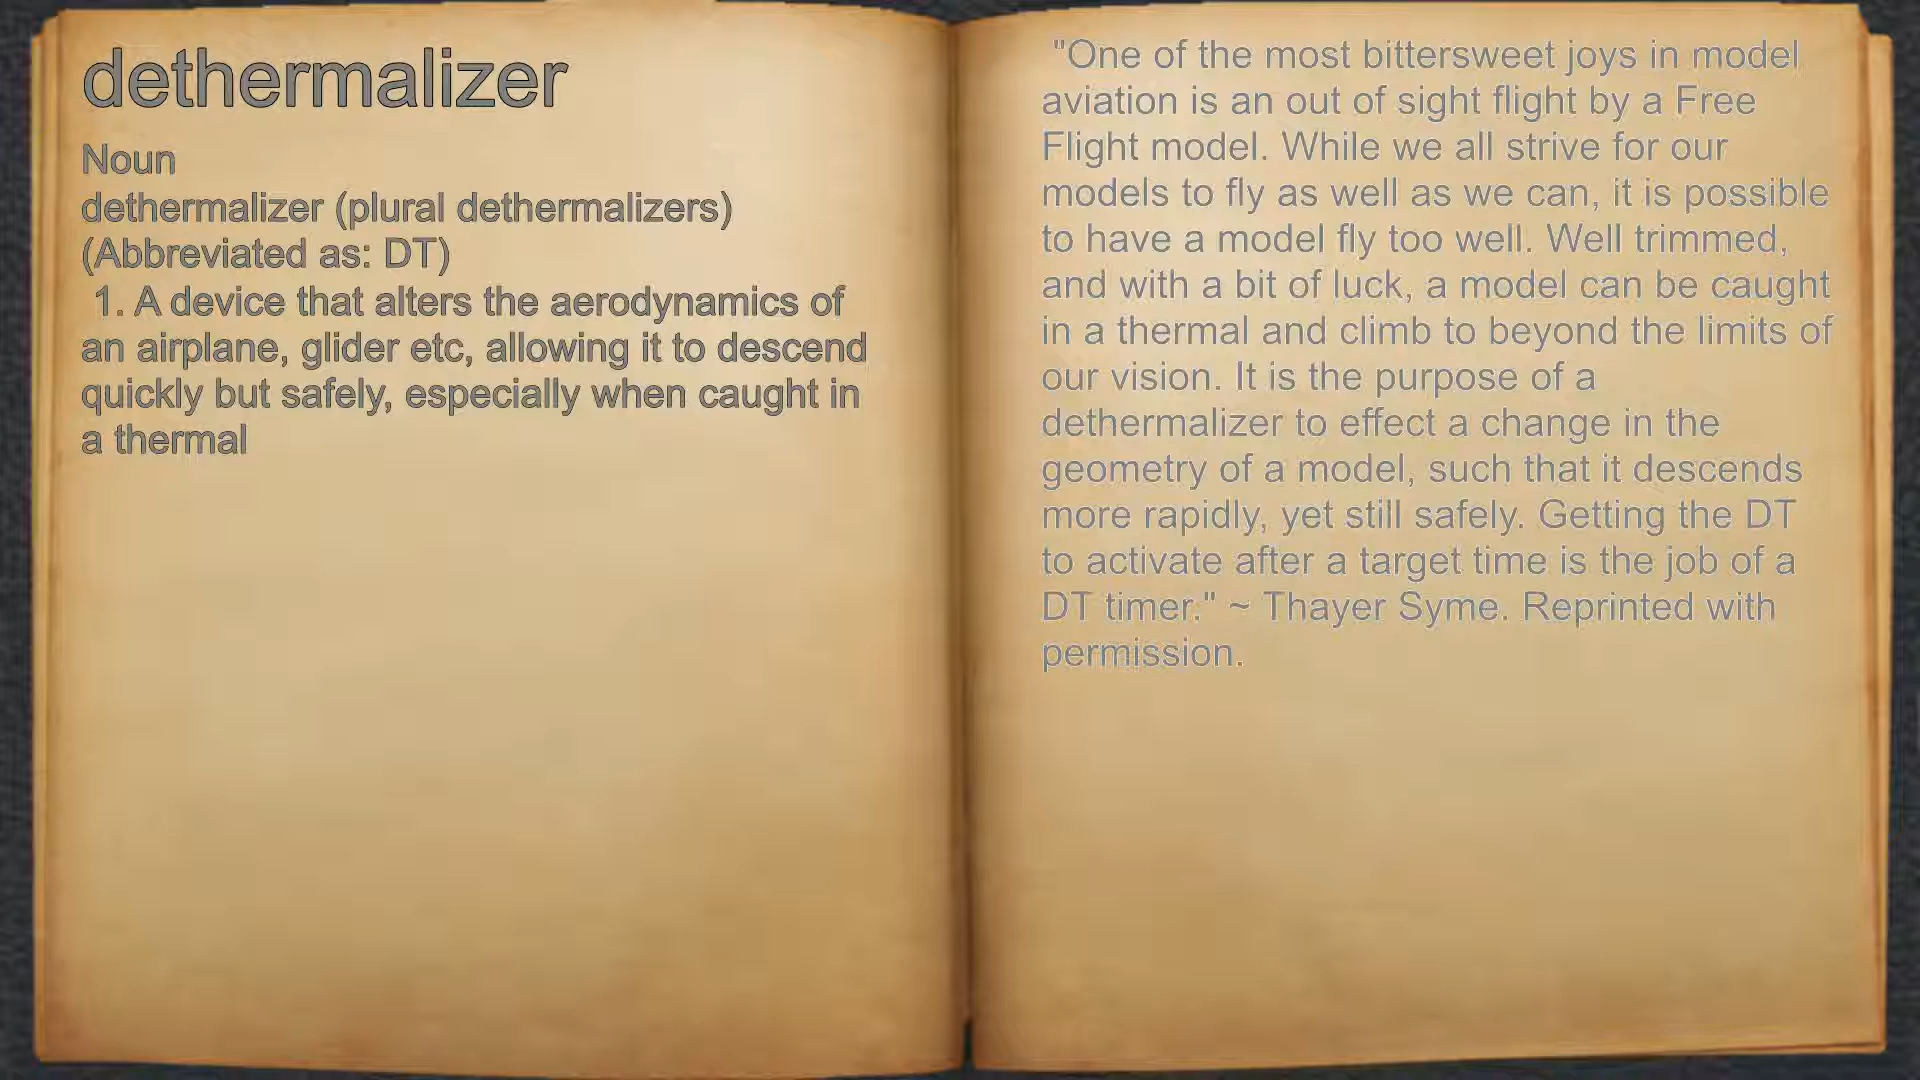 dethermalizer
Noun
dethermalizer (plural dethermalizers)
(Abbreviated as: DT)
1. A device that alters the aerodynamics of
an airplane, glider etc, allowing it to descend
quickly but safely, especially when caught in
a thermal
"One of the most bittersweet joys in model
aviation is an out of sight flight by a Free
Flight model. While we all strive for our
models to fly as well as we can, it is possible
to have a model fly too well. Well trimmed,
and with a bit of luck, a model can be caught
in a thermal and climb to beyond the limits of
our vision. It is the purpose of a
dethermalizer to effect a change in the
geometry of a model, such that it descends
more rapidly, yet still safely. Getting the DT
to activate after a target time is the job of a
DT timer." ~ Thayer Syme. Reprinted with
permission.